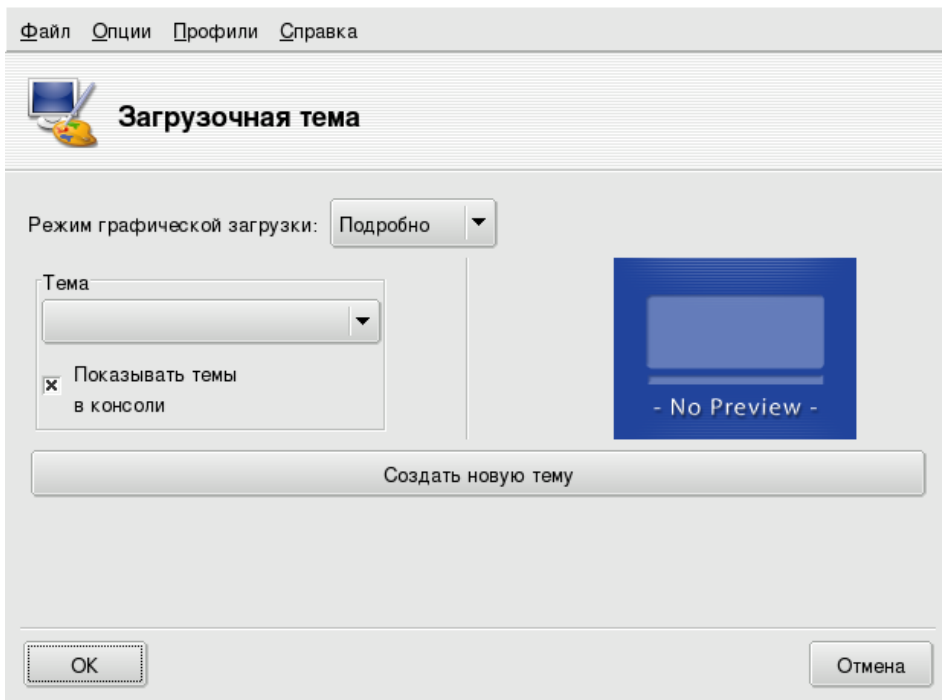 Файл Опции Профили Справка
Загрузочная тема
Режим графической загрузки: Подробно
Тема
Показывать темы
в консоли
- No Preview -
Создать новую тему
OK Отмена